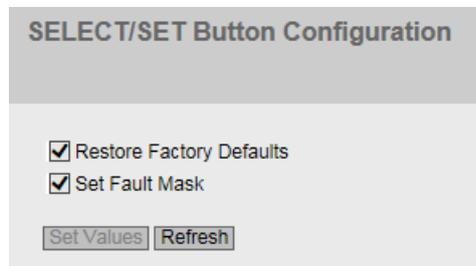 SELECT/SET Button Configuration
Restore Factory Defaults
Set Fault Mask
Set Values Refresh